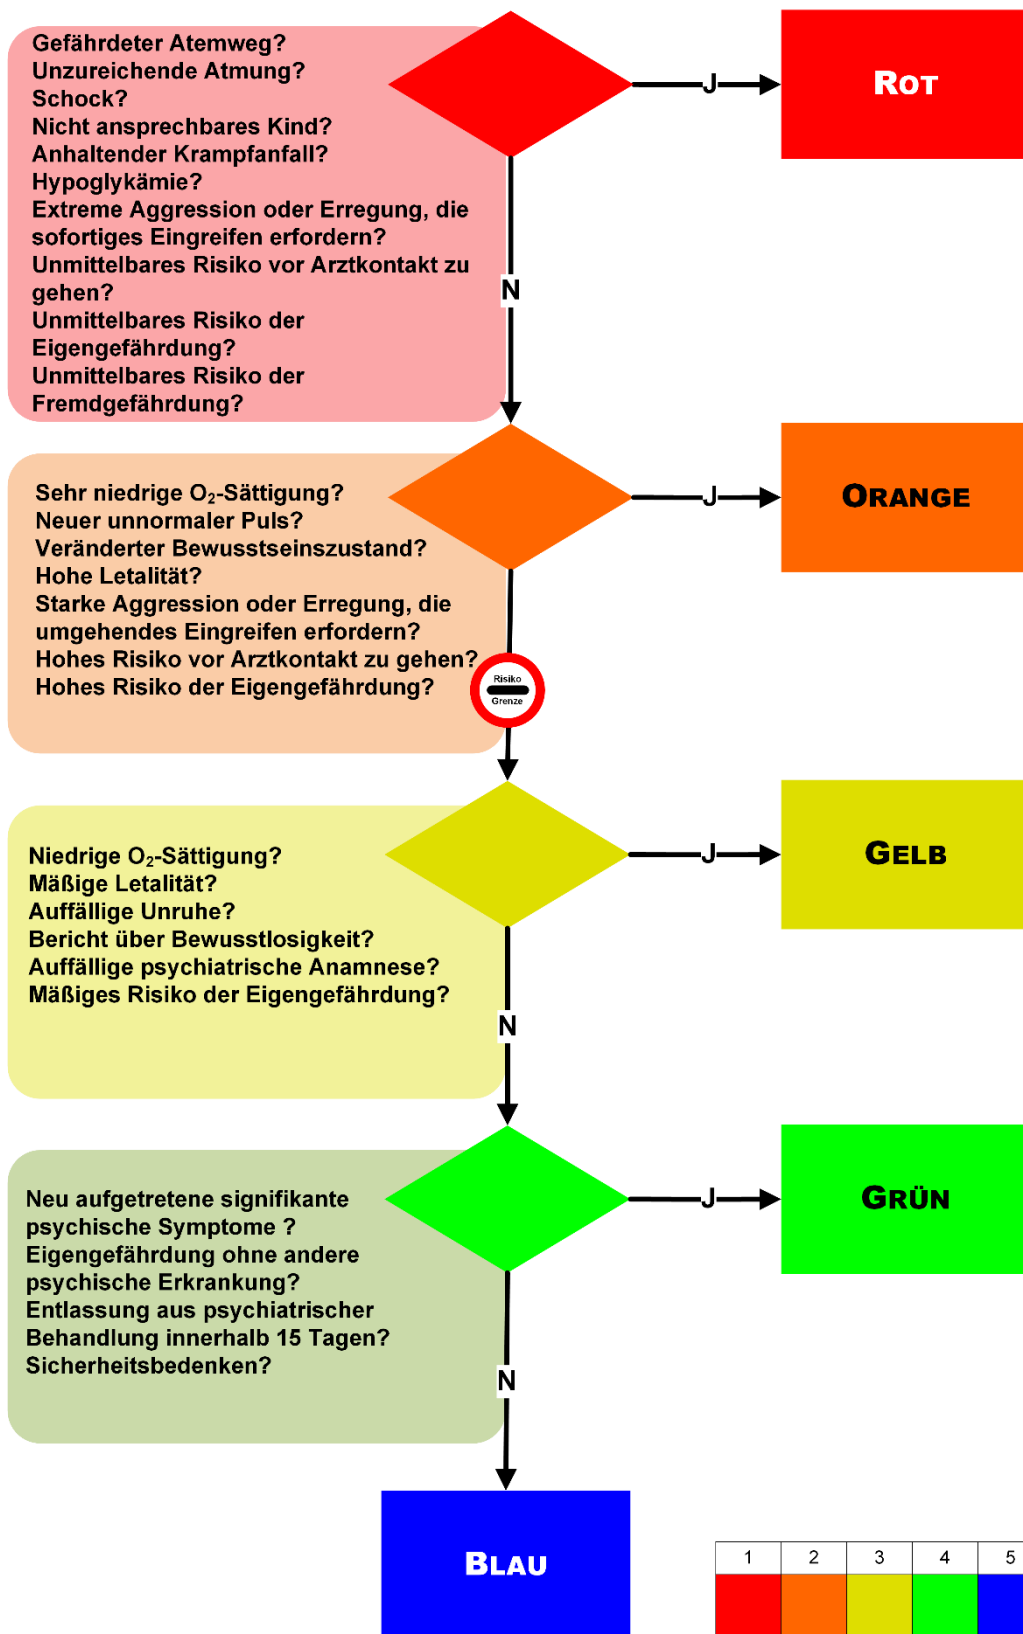 Gefährdeter Atemweg?
Unzureichende Atmung?
Schock?
Nicht ansprechbares Kind?
Anhaltender Krampfanfall?
Hypoglykämie?
Extreme Aggression oder Erregung, die
sofortiges Eingreifen erfordern?
Unmittelbares Risiko vor Arztkontakt zu
gehen?
Unmittelbares Risiko der
Eigengefährdung?
Unmittelbares Risiko der
Fremdgefährdung?
J
ROT
N
Sehr niedrige O₂-Sättigung?
Neuer unnormaler Puls?
Veränderter Bewusstseinszustand?
Hohe Letalität?
Starke Aggression oder Erregung, die
umgehendes Eingreifen erfordern?
Hohes Risiko vor Arztkontakt zu gehen?
Hohes Risiko der Eigengefährdung?
J
ORANGE
Risiko
Grenze
Niedrige O₂-Sättigung?
Mäßige Letalität?
Auffällige Unruhe?
Bericht über Bewusstlosigkeit?
Auffällige psychiatrische Anamnese?
Mäßiges Risiko der Eigengefährdung?
J
GELB
N
Neu aufgetretene signifikante
psychische Symptome ?
Eigengefährdung ohne andere
psychische Erkrankung?
Entlassung aus psychiatrischer
Behandlung innerhalb 15 Tagen?
Sicherheitsbedenken?
J
GRÜN
N
BLAU
1 2 3 4 5